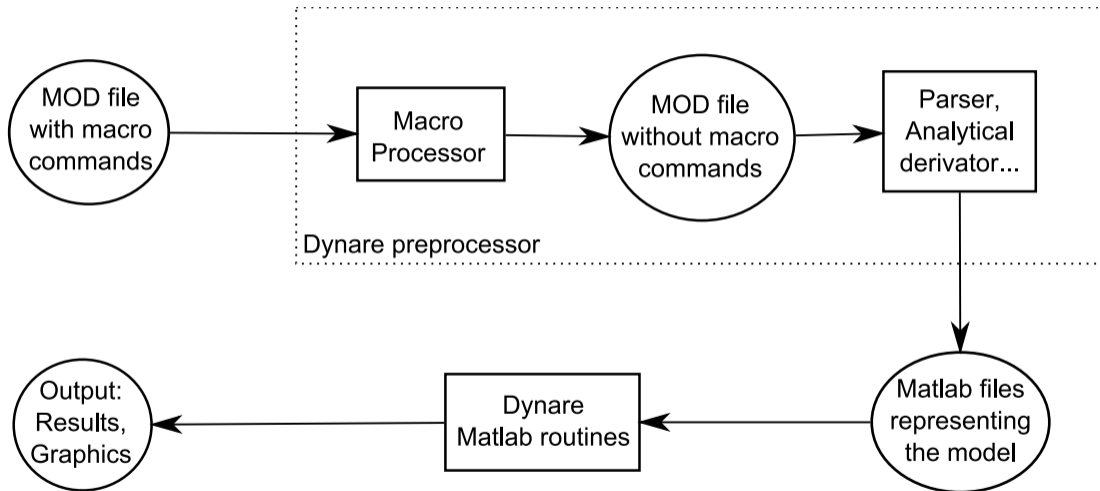 MOD file
with macro
commands
Macro
Processor
MOD file
without macro
commands
Parser,
Analytical
derivator...
Dynare preprocessor
Output:
Results,
Graphics
Dynare
Matlab routines
Matlab files
representing
the model